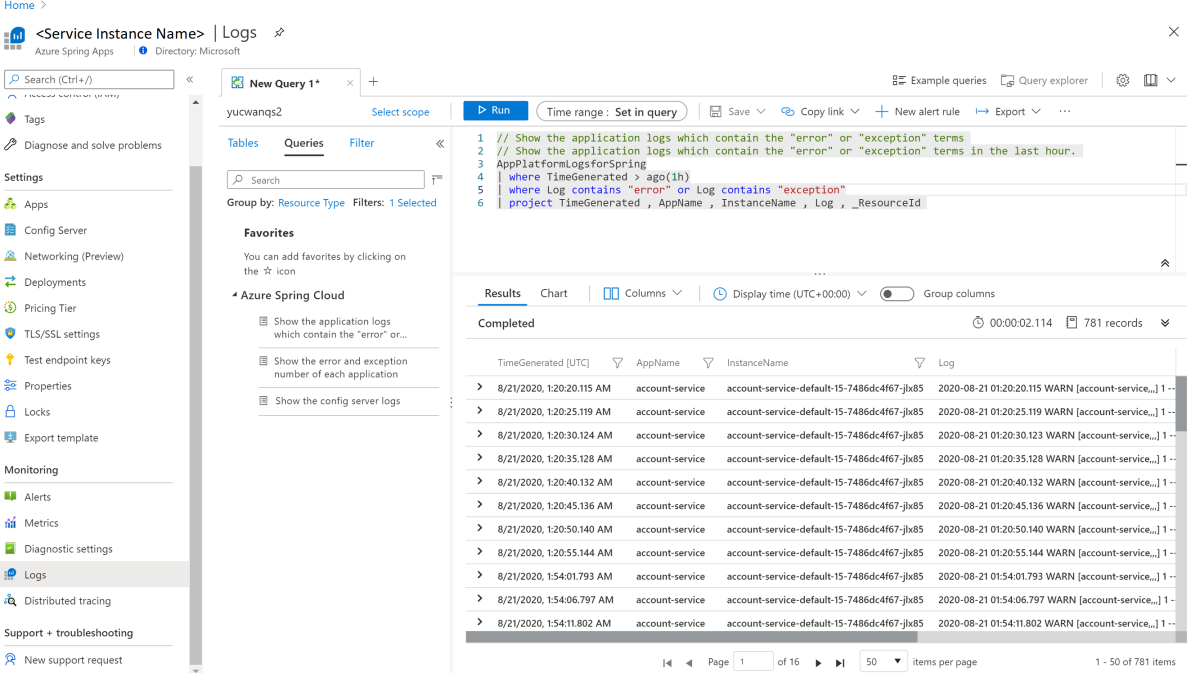 Home >
<Service Instance Name> | Logs
Azure Spring Apps Directory: Microsoft
Search (Ctrl+/)
Access control (IAM)
Tags
Diagnose and solve problems
Settings
Apps
Config Server
Networking (Preview)
Deployments
Pricing Tier
TLS/SSL settings
Test endpoint keys
Properties
Locks
Export template
Monitoring
Alerts
Metrics
Diagnostic settings
Logs
Distributed tracing
Support + troubleshooting
New support request
New Query 1*
Example queries Query explorer
yucwanqs2 Select scope
Run Time range : Set in query Save Copy link New alert rule Export ...
Tables Queries Filter
Search
Group by: Resource Type Filters: 1 Selected
Favorites
You can add favorites by clicking on
the ☆ icon
Azure Spring Cloud
Show the application logs
which contain the "error" or...
Show the error and exception
number of each application
Show the config server logs
1 // Show the application logs which contain the "error" or "exception" terms
2 // Show the application logs which contain the "error" or "exception" terms in the last hour.
3 AppPlatformLogsforSpring
4 | where TimeGenerated > ago(1h)
5 | where Log contains "error" or Log contains "exception"
6 | project TimeGenerated , AppName , InstanceName , Log , _ResourceId
Results Chart Columns Display time (UTC+00:00) Group columns
Completed 00:00:02.114 781 records
TimeGenerated [UTC] AppName InstanceName Log
8/21/2020, 1:20:20.115 AM account-service account-service-default-15-7486dc4f67-jlx85 2020-08-21 01:20:20.115 WARN [account-service,,,] 1 --
8/21/2020, 1:20:25.119 AM account-service account-service-default-15-7486dc4f67-jlx85 2020-08-21 01:20:25.119 WARN [account-service,,,] 1 --
8/21/2020, 1:20:30.124 AM account-service account-service-default-15-7486dc4f67-jlx85 2020-08-21 01:20:30.123 WARN [account-service,,,] 1 --
8/21/2020, 1:20:35.128 AM account-service account-service-default-15-7486dc4f67-jlx85 2020-08-21 01:20:35.128 WARN [account-service,,,] 1 --
8/21/2020, 1:20:40.132 AM account-service account-service-default-15-7486dc4f67-jlx85 2020-08-21 01:20:40.132 WARN [account-service,,,] 1 --
8/21/2020, 1:20:45.136 AM account-service account-service-default-15-7486dc4f67-jlx85 2020-08-21 01:20:45.136 WARN [account-service,,,] 1 --
8/21/2020, 1:20:50.140 AM account-service account-service-default-15-7486dc4f67-jlx85 2020-08-21 01:20:50.140 WARN [account-service,,,] 1 --
8/21/2020, 1:20:55.144 AM account-service account-service-default-15-7486dc4f67-jlx85 2020-08-21 01:20:55.144 WARN [account-service,,,] 1 --
8/21/2020, 1:54:01.793 AM account-service account-service-default-15-7486dc4f67-jlx85 2020-08-21 01:54:01.793 WARN [account-service,,,] 1 --
8/21/2020, 1:54:06.797 AM account-service account-service-default-15-7486dc4f67-jlx85 2020-08-21 01:54:06.797 WARN [account-service,,,] 1 --
8/21/2020, 1:54:11.802 AM account-service account-service-default-15-7486dc4f67-jlx85 2020-08-21 01:54:11.802 WARN [account-service,,,] 1 --
Page 1 of 16 50 items per page 1 - 50 of 781 items